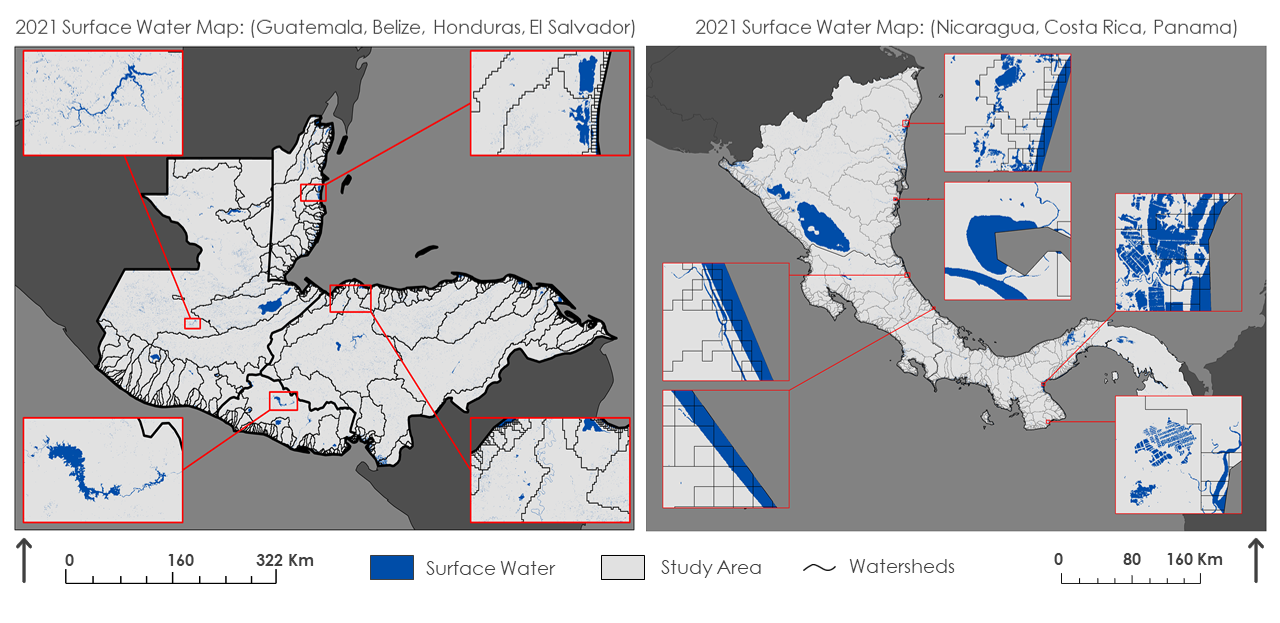 2021 Surface Water Map: (Guatemala, Belize, Honduras, El Salvador)
2021 Surface Water Map: (Nicaragua, Costa Rica, Panama)
0 160 322 Km
Surface Water
Study Area
Watersheds
0 80 160 Km